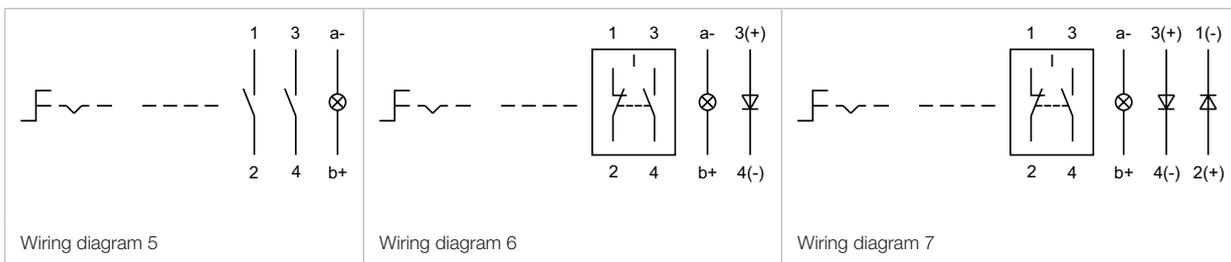 1 3 a-
2 4 b+
Wiring diagram 5
1 3 a- 3(+)
2 4 b+ 4(-)
Wiring diagram 6
1 3 a- 3(+) 1(-)
2 4 b+ 4(-) 2(+)
Wiring diagram 7